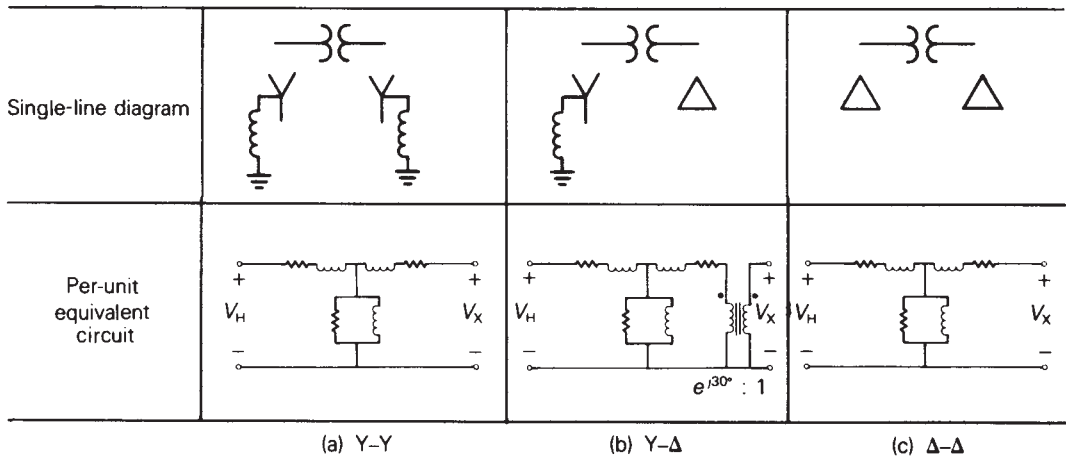 Single-line diagram
Per-unit
equivalent
circuit
+
V_H
−
+
V_X
−
+
V_H
−
+
V_X
−
e^{j30°} : 1
+
V_H
−
+
V_X
−
(a) Y–Y
(b) Y–Δ
(c) Δ–Δ